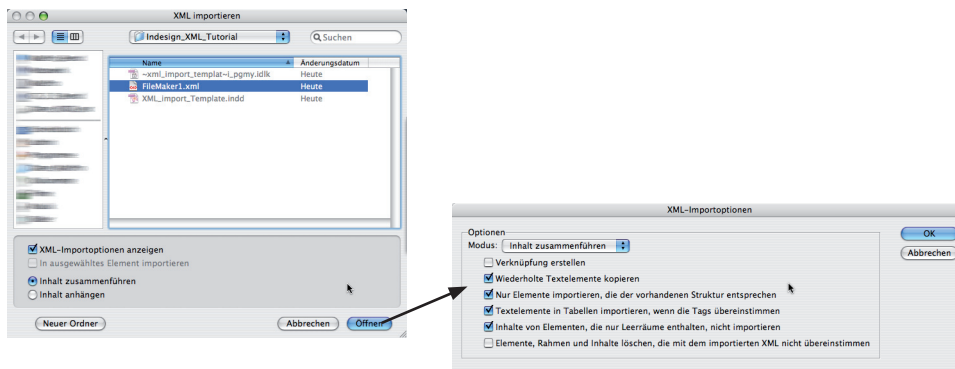 XML importieren
Indesign_XML_Tutorial
Suchen
Name Änderungsdatum
~xml_import_templat~i_pgmy.idlk Heute
FileMaker1.xml Heute
XML_import_Template.indd Heute
XML-Importoptionen anzeigen
In ausgewähltes Element importieren
Inhalt zusammenführen
Inhalt anhängen
Neuer Ordner Abbrechen Öffnen
XML-Importoptionen
Optionen
Modus: Inhalt zusammenführen
OK
Abbrechen
Verknüpfung erstellen
Wiederholte Textelemente kopieren
Nur Elemente importieren, die der vorhandenen Struktur entsprechen
Textelemente in Tabellen importieren, wenn die Tags übereinstimmen
Inhalte von Elementen, die nur Leerräume enthalten, nicht importieren
Elemente, Rahmen und Inhalte löschen, die mit dem importierten XML nicht übereinstimmen